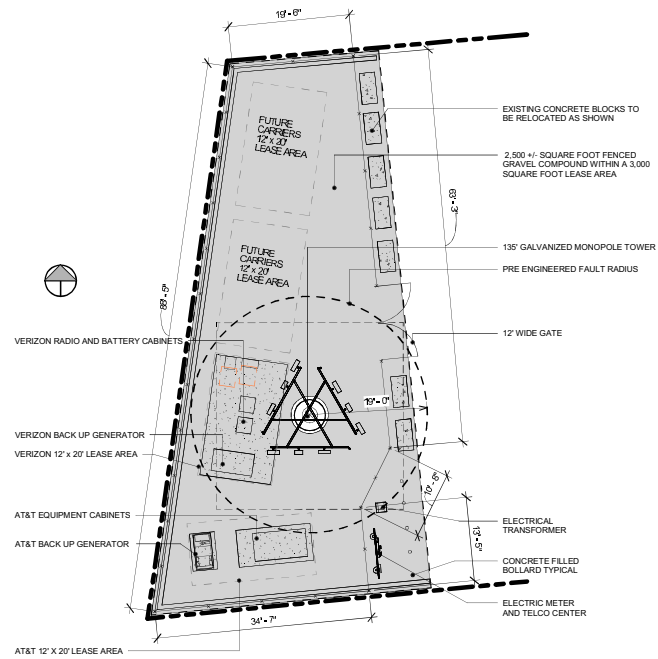 19' - 6"
FUTURE
CARRIERS
12' x 20'
LEASE AREA
EXISTING CONCRETE BLOCKS TO
BE RELOCATED AS SHOWN
2,500 +/- SQUARE FOOT FENCED
GRAVEL COMPOUND WITHIN A 3,000
SQUARE FOOT LEASE AREA
63' - 3"
FUTURE
CARRIERS
12' x 20'
LEASE AREA
135' GALVANIZED MONOPOLE TOWER
PRE ENGINEERED FAULT RADIUS
88' - 5"
12' WIDE GATE
VERIZON RADIO AND BATTERY CABINETS
19' - 0"
VERIZON BACK UP GENERATOR
VERIZON 12' x 20' LEASE AREA
10' - 6"
AT&T EQUIPMENT CABINETS
ELECTRICAL
TRANSFORMER
AT&T BACK UP GENERATOR
13' - 5"
CONCRETE FILLED
BOLLARD TYPICAL
ELECTRIC METER
AND TELCO CENTER
34' - 7"
AT&T 12' X 20' LEASE AREA